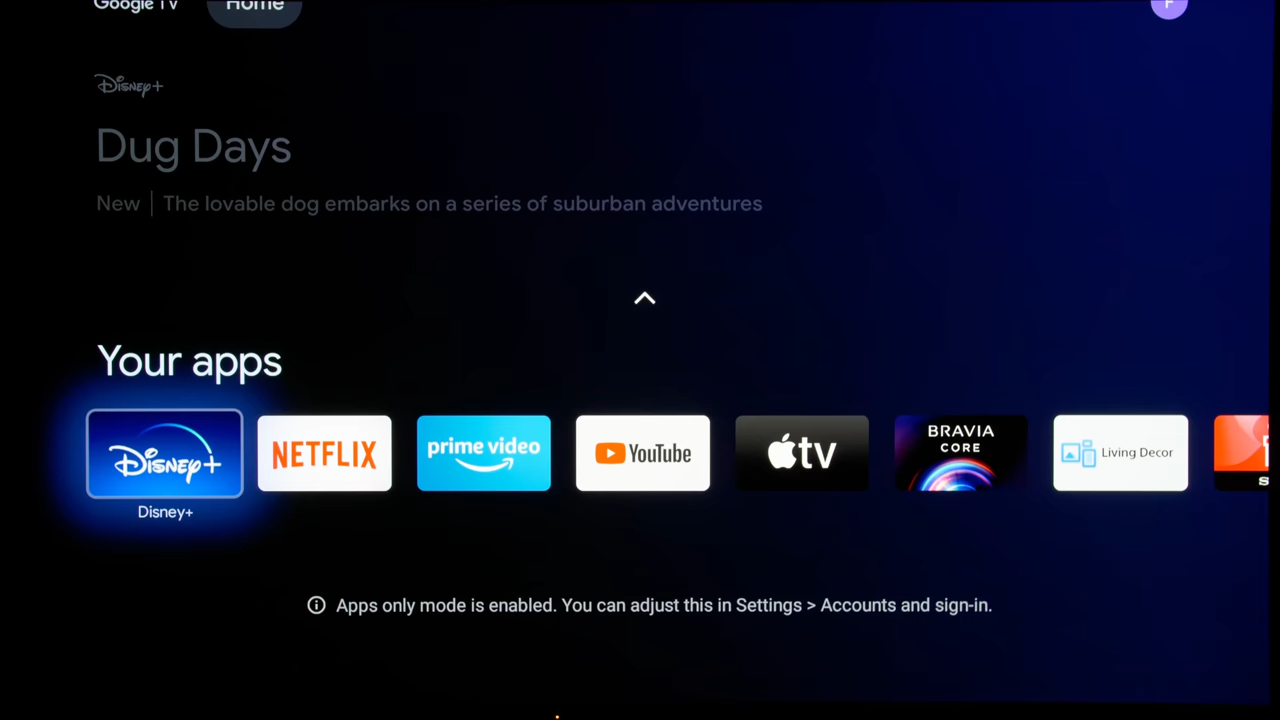 Google TV Home F
Disney+
Dug Days
New | The lovable dog embarks on a series of suburban adventures
Your apps
Disney+ NETFLIX prime video YouTube tv BRAVIA CORE Living Decor
Disney+
Apps only mode is enabled. You can adjust this in Settings > Accounts and sign-in.